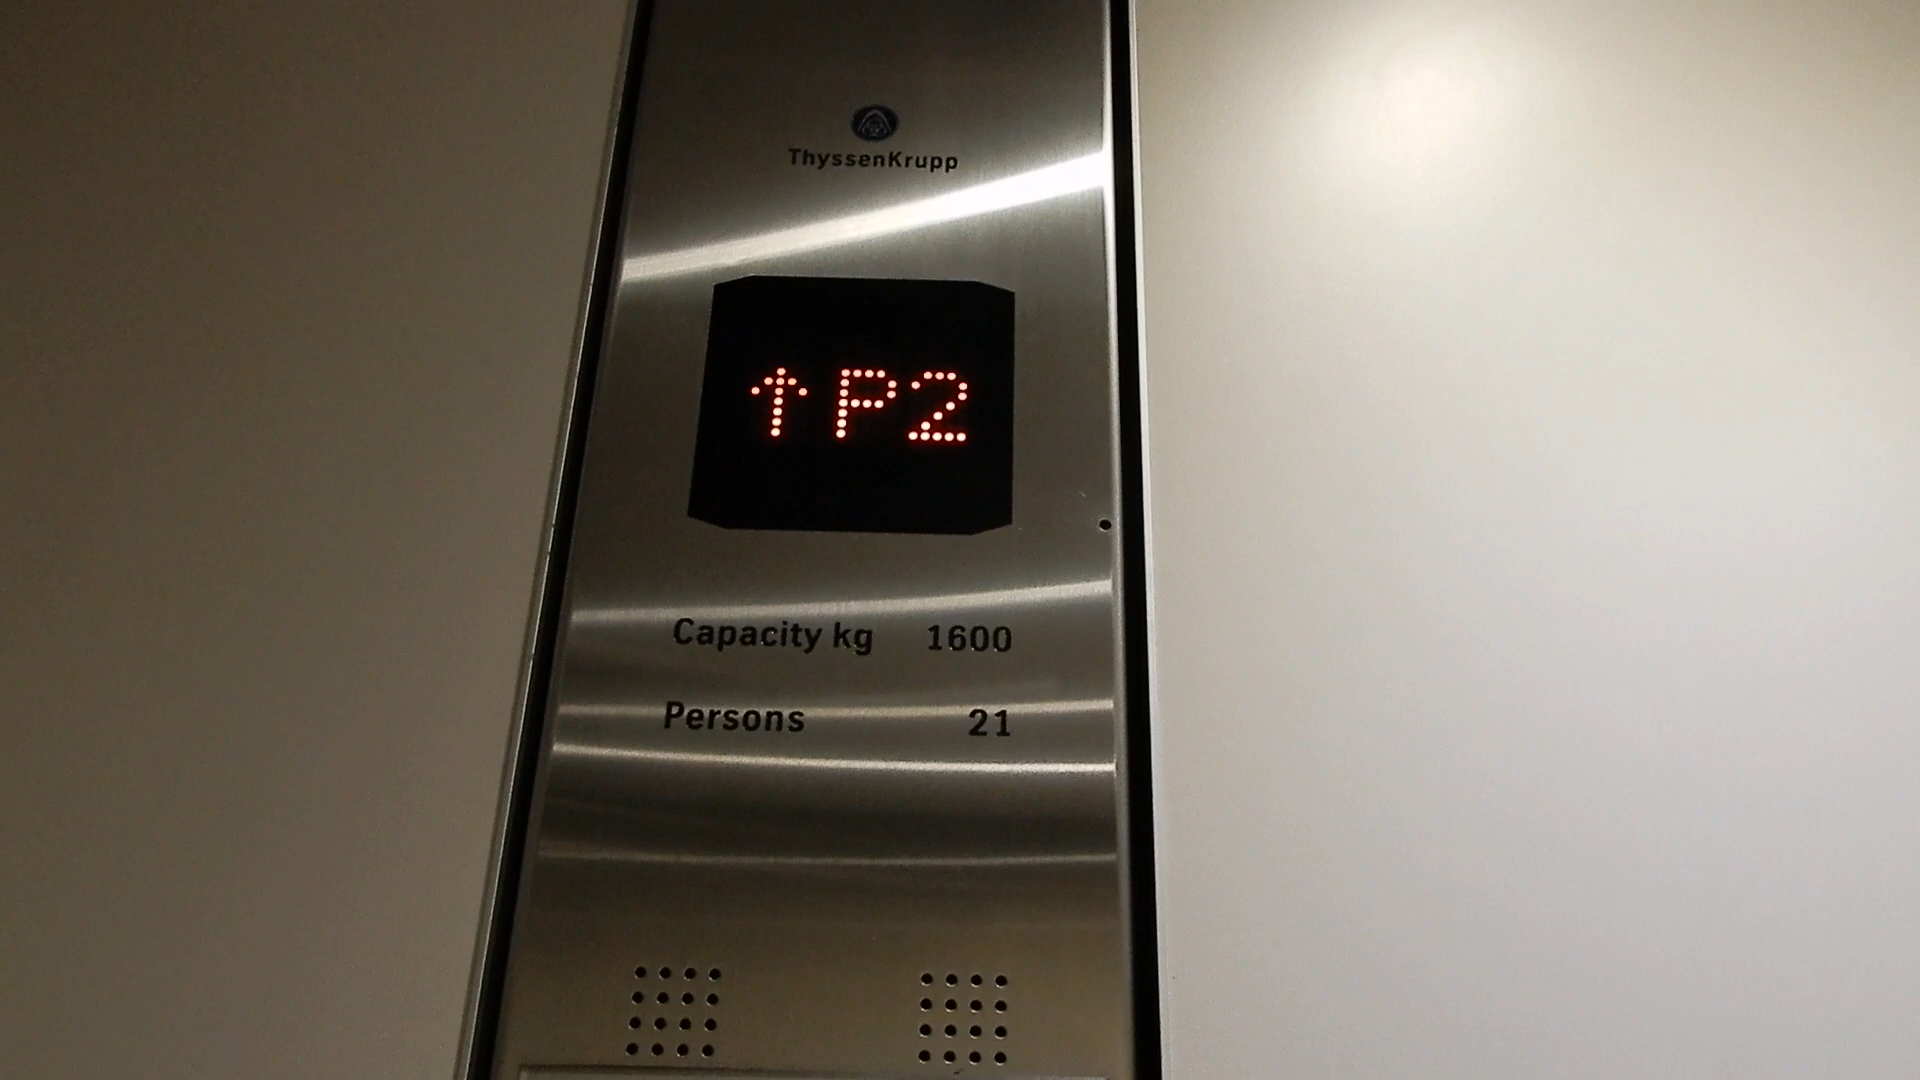 ThyssenKrupp
↑P2
Capacity kg 1600
Persons 21